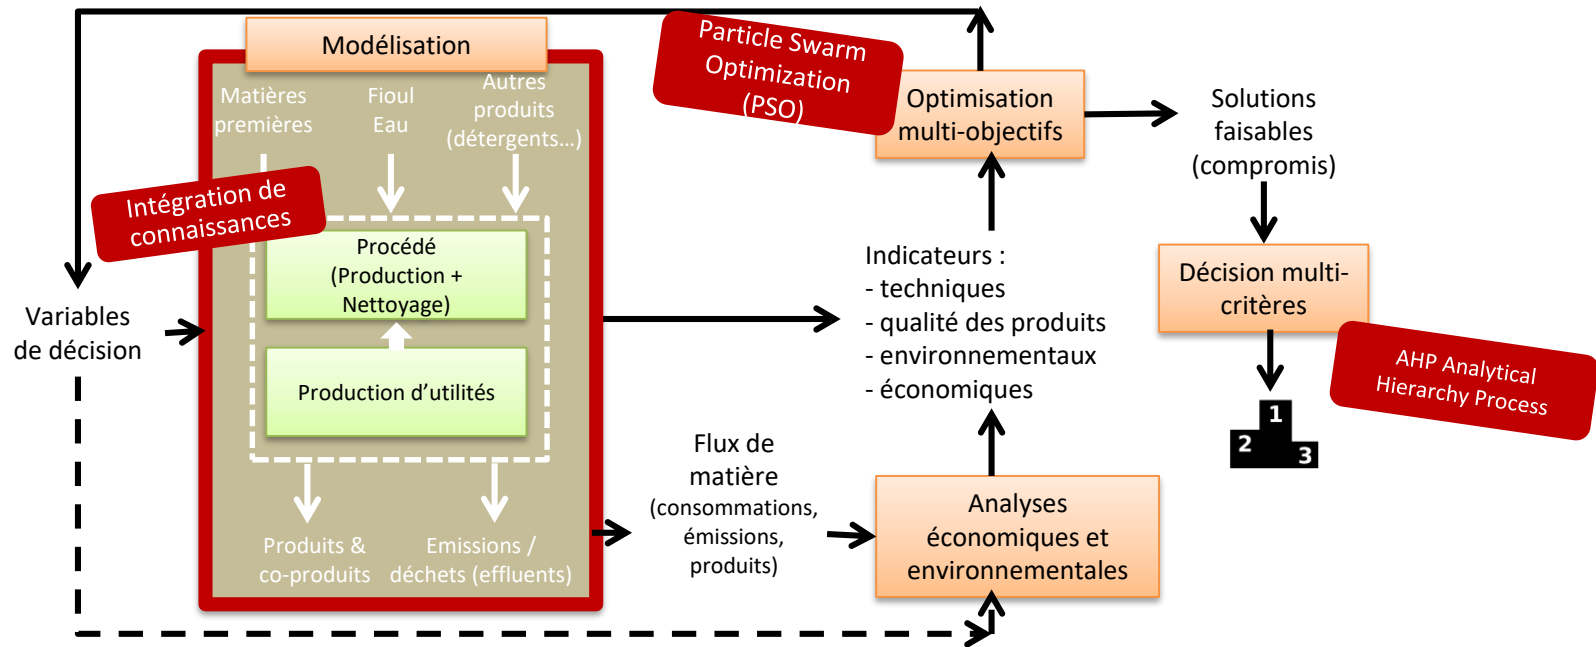 Modélisation
Matières
premières
Fioul
Eau
Autres
produits
(détergents...)
Intégration de
connaissances
Procédé
(Production +
Nettoyage)
Production d’utilités
Produits &
co-produits
Emissions /
déchets (effluents)
Variables
de décision
Flux de
matière
(consommations,
émissions,
produits)
Particle Swarm
Optimization
(PSO)
Optimisation
multi-objectifs
Indicateurs :
- techniques
- qualité des produits
- environnementaux
- économiques
Analyses
économiques et
environnementales
Solutions
faisables
(compromis)
Décision multi-
critères
AHP Analytical
Hierarchy Process
1
2
3